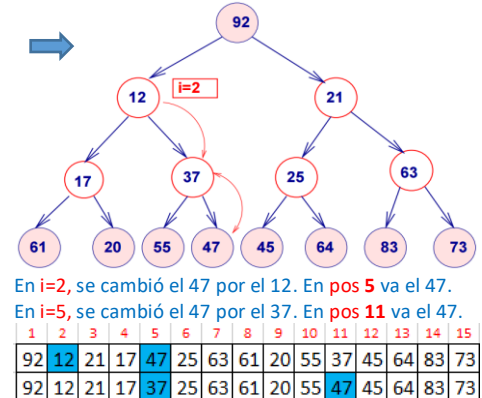 92
12
i=2
21
17
37
25
63
61
20
55
47
45
64
83
73
En i=2, se cambió el 47 por el 12. En pos 5 va el 47.
En i=5, se cambió el 47 por el 37. En pos 11 va el 47.
1 2 3 4 5 6 7 8 9 10 11 12 13 14 15
92 12 21 17 47 25 63 61 20 55 37 45 64 83 73
92 12 21 17 37 25 63 61 20 55 47 45 64 83 73